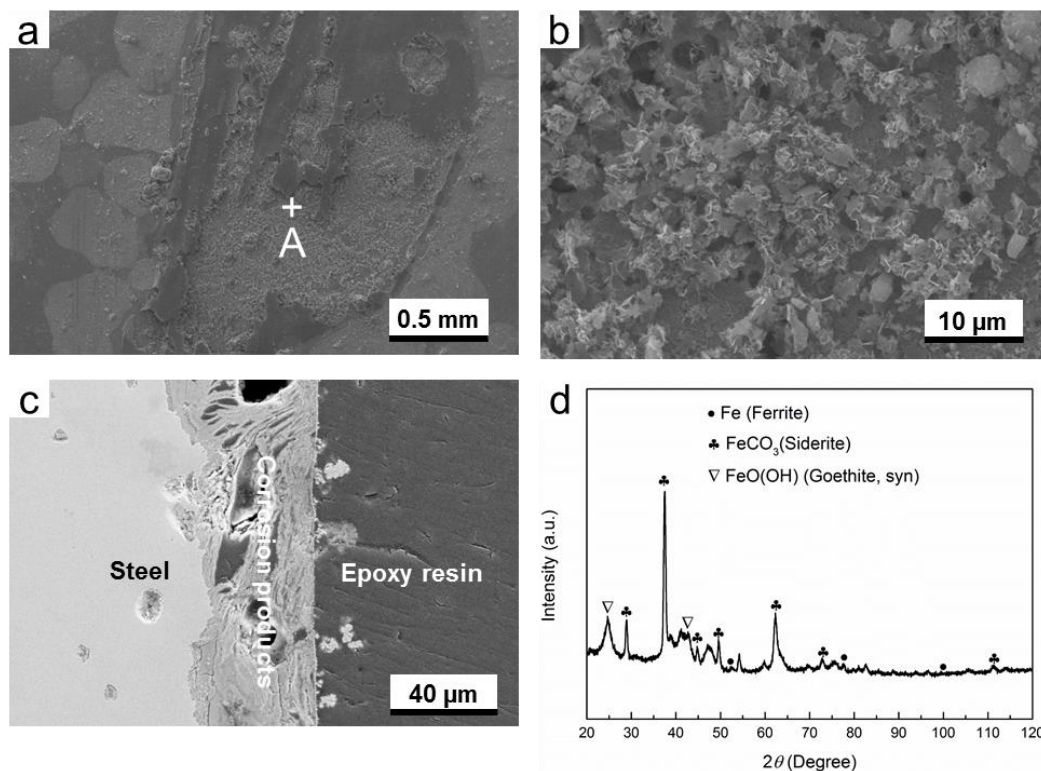 a
A
0.5 mm
b
10 μm
c
Steel
Corrosion products
Epoxy resin
40 μm
d
Fe (Ferrite)
FeCO₃(Siderite)
FeO(OH) (Goethite, syn)
Intensity (a.u.)
20 30 40 50 60 70 80 90 100 110 120
2θ (Degree)